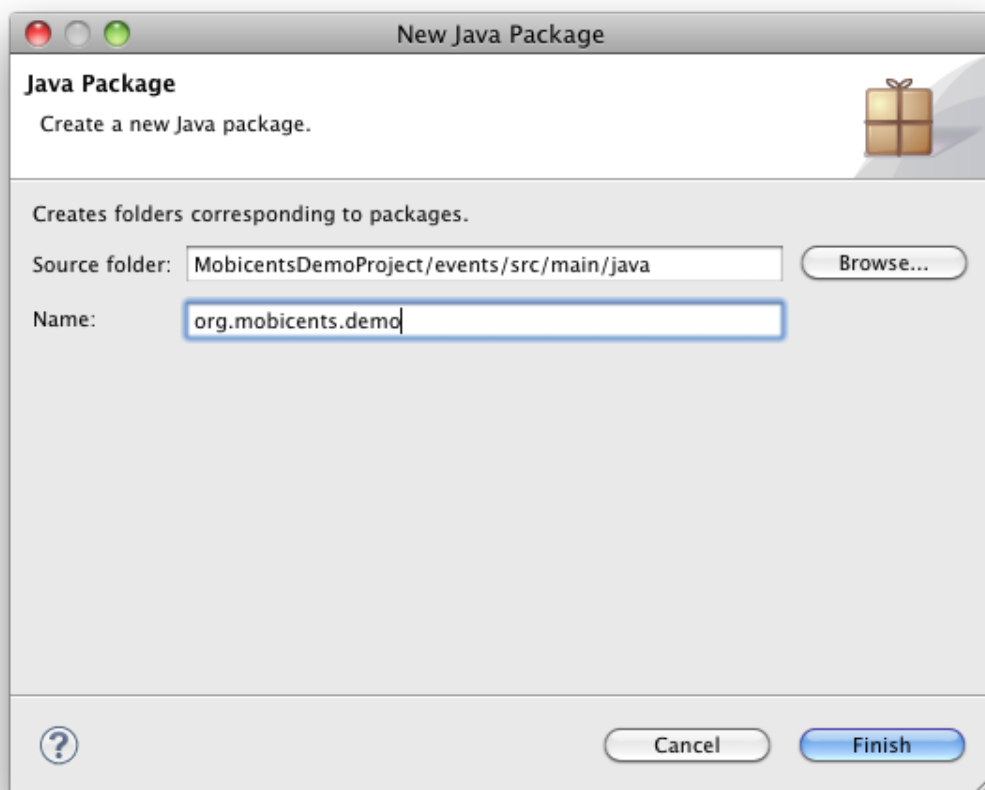 New Java Package
Java Package
Create a new Java package.
Creates folders corresponding to packages.
Source folder: MobicentsDemoProject/events/src/main/java Browse...
Name: org.mobicents.demo
? Cancel Finish